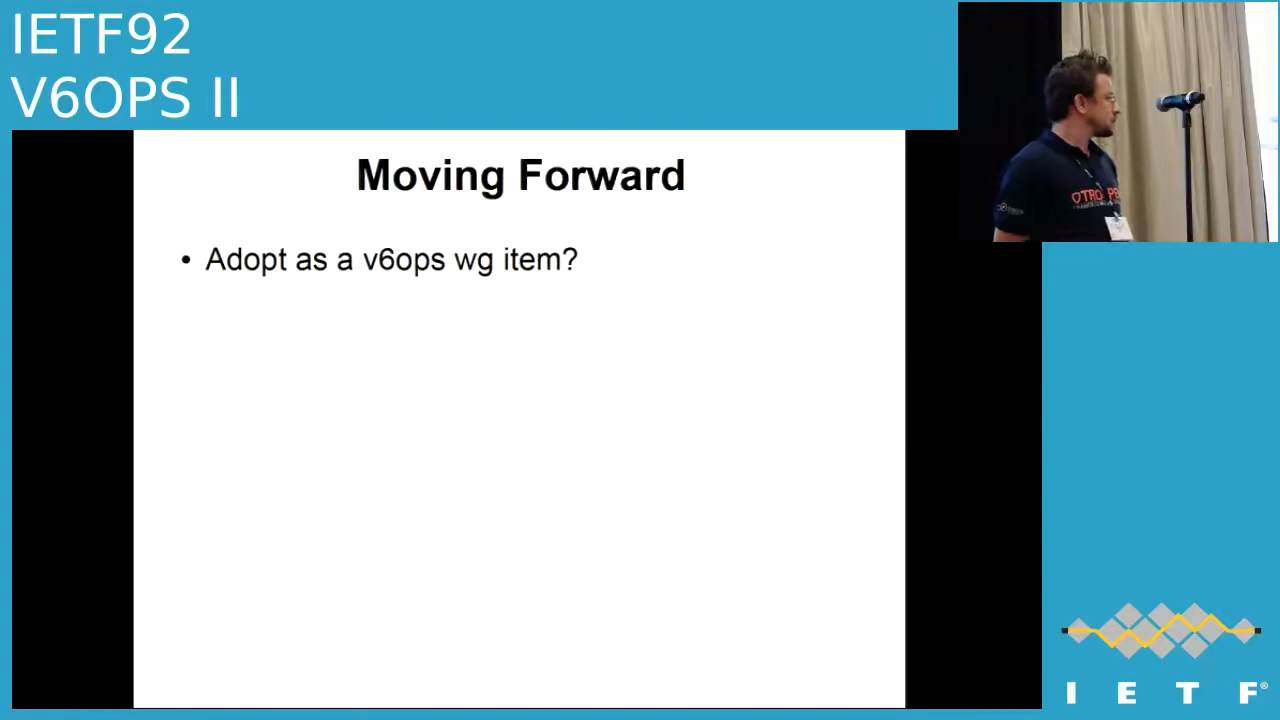 IETF92
V6OPS II
Moving Forward
• Adopt as a v6ops wg item?
I E T F®